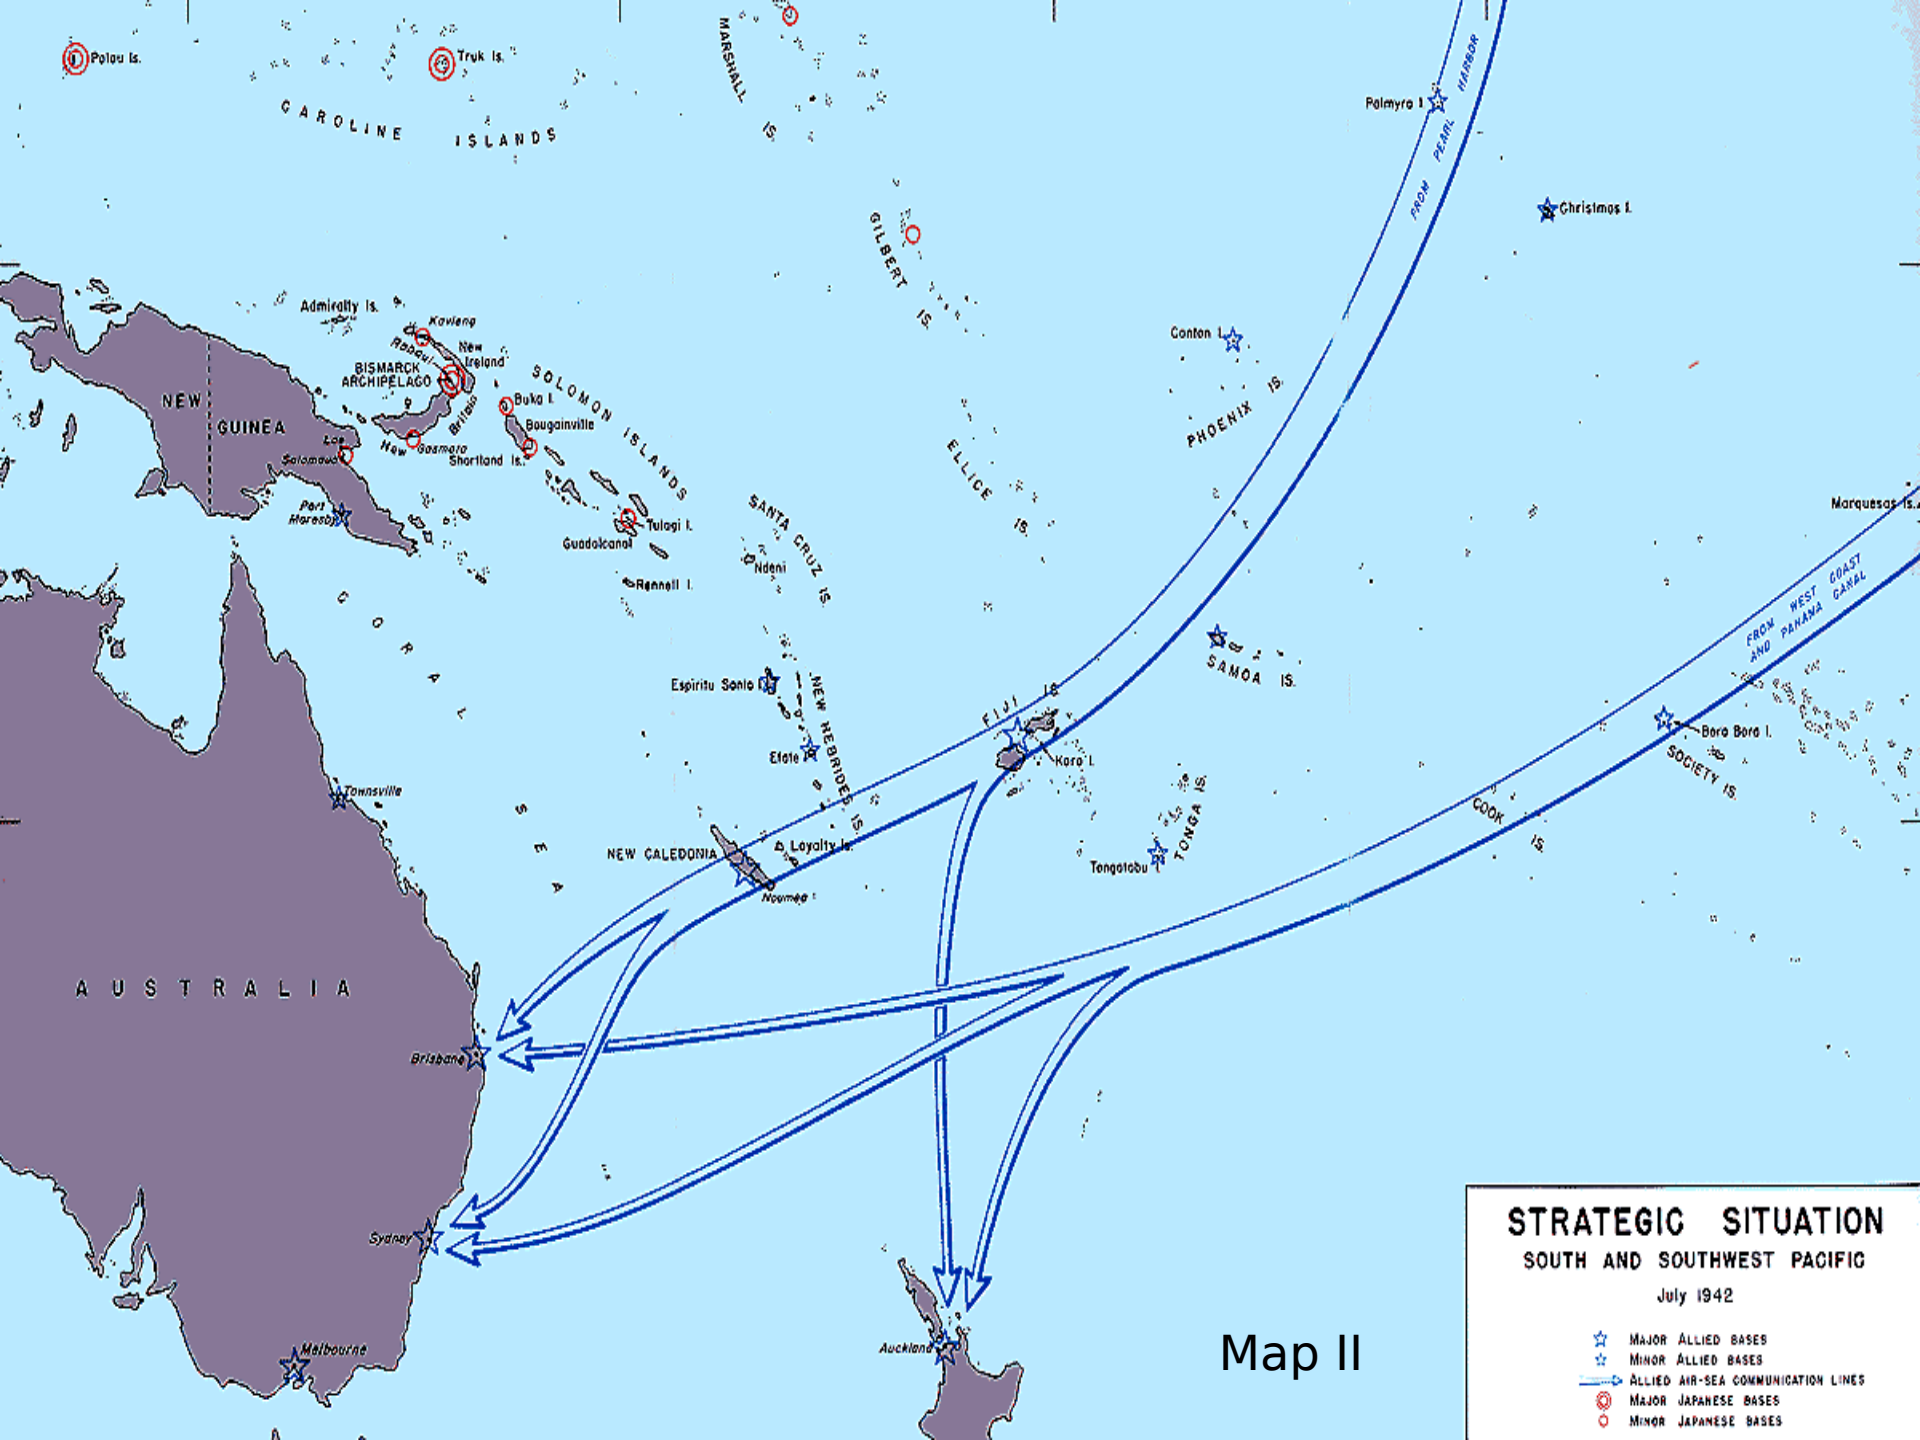 Palau Is.
Truk Is.
CAROLINE ISLANDS
MARSHALL IS.
FROM PEARL HARBOR
Palmyra I.
Christmas I.
GILBERT IS.
Canton I.
PHOENIX IS.
Admiralty Is.
Kavieng
Rabaul
New
Ireland
BISMARCK
ARCHIPELAGO
New Britain
Gasmata
SOLOMON ISLANDS
Buka I.
Bougainville
Shortland Is.
NEW GUINEA
Lae
Salamaua
Port
Moresby
Tulagi I.
Guadalcanal
Rennell I.
ELLICE IS.
SANTA CRUZ IS.
Ndeni
Marquesas Is.
FROM WEST COAST
AND PANAMA CANAL
CORAL SEA
SAMOA IS.
Espiritu Santo I.
NEW HEBRIDES IS.
Efate
FIJI IS.
Koro I.
Bora Bora I.
SOCIETY IS.
COOK IS.
TONGA IS.
Tongatabu I.
Townsville
NEW CALEDONIA
Loyalty Is.
Noumea
AUSTRALIA
Brisbane
Sydney
Melbourne
Auckland
Map II
STRATEGIC SITUATION
SOUTH AND SOUTHWEST PACIFIC
July 1942
MAJOR ALLIED BASES
MINOR ALLIED BASES
ALLIED AIR-SEA COMMUNICATION LINES
MAJOR JAPANESE BASES
MINOR JAPANESE BASES